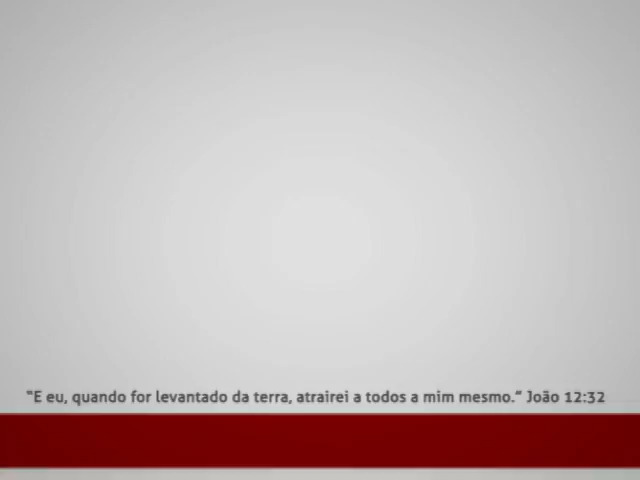 "E eu, quando for levantado da terra, atrairei a todos a mim mesmo." João 12:32